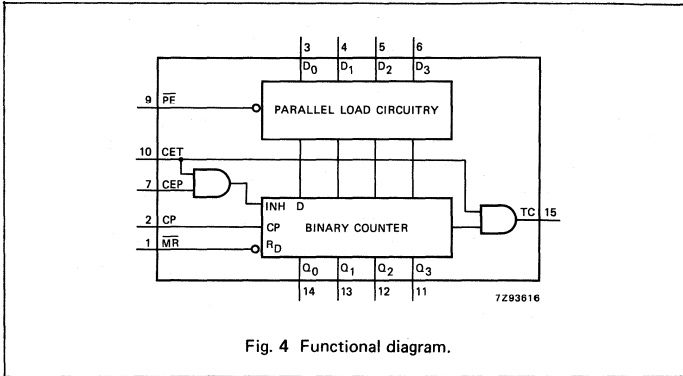 3 4 5 6
D0 D1 D2 D3
9 PE
PARALLEL LOAD CIRCUITRY
10 CET
7 CEP
INH D
TC 15
2 CP
CP BINARY COUNTER
1 MR
RD
Q0 Q1 Q2 Q3
14 13 12 11
7Z93616
Fig. 4 Functional diagram.